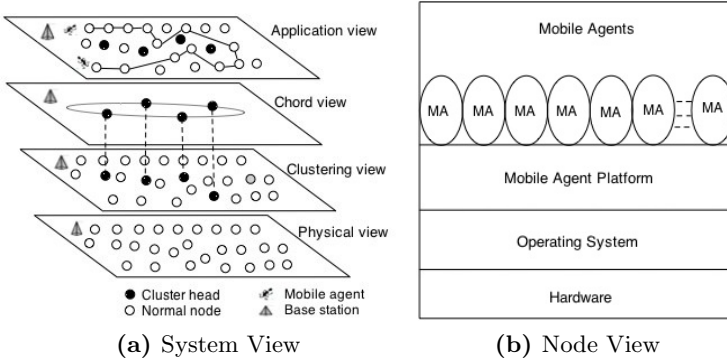 Application view
Chord view
Clustering view
Physical view
Cluster head
Mobile agent
Normal node
Base station
(a) System View
Mobile Agents
MA MA MA MA MA MA MA
Mobile Agent Platform
Operating System
Hardware
(b) Node View